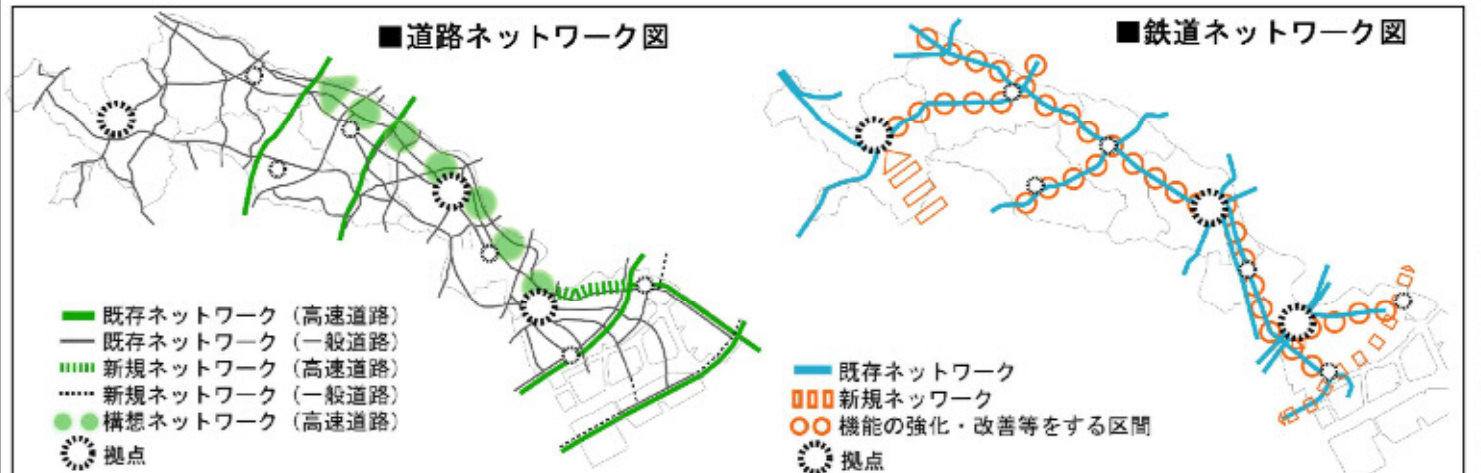 ■道路ネットワーク図
既存ネットワーク（高速道路）
既存ネットワーク（一般道路）
新規ネットワーク（高速道路）
新規ネットワーク（一般道路）
構想ネットワーク（高速道路）
拠点
■鉄道ネットワーク図
既存ネットワーク
新規ネッワーク
機能の強化・改善等をする区間
拠点